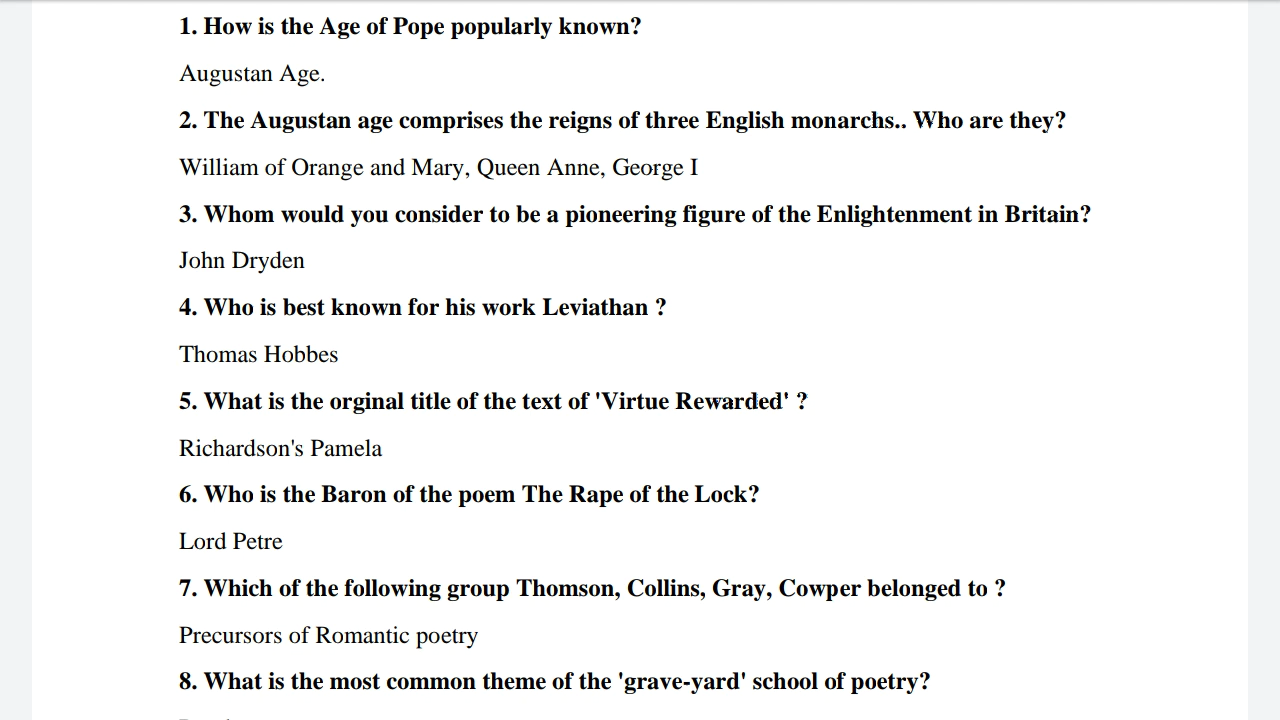 1. How is the Age of Pope popularly known?
Augustan Age.
2. The Augustan age comprises the reigns of three English monarchs.. Who are they?
William of Orange and Mary, Queen Anne, George I
3. Whom would you consider to be a pioneering figure of the Enlightenment in Britain?
John Dryden
4. Who is best known for his work Leviathan ?
Thomas Hobbes
5. What is the orginal title of the text of 'Virtue Rewarded' ?
Richardson's Pamela
6. Who is the Baron of the poem The Rape of the Lock?
Lord Petre
7. Which of the following group Thomson, Collins, Gray, Cowper belonged to ?
Precursors of Romantic poetry
8. What is the most common theme of the 'grave-yard' school of poetry?